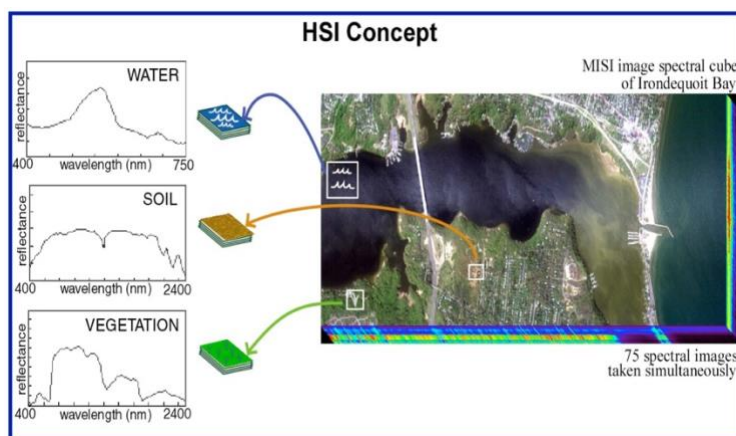 HSI Concept
WATER
reflectance
400
wavelength (nm)
750
SOIL
reflectance
400
wavelength (nm)
2400
VEGETATION
reflectance
400
wavelength (nm)
2400
MISI image spectral cube
of Irondequoit Bay
75 spectral images
taken simultaneously